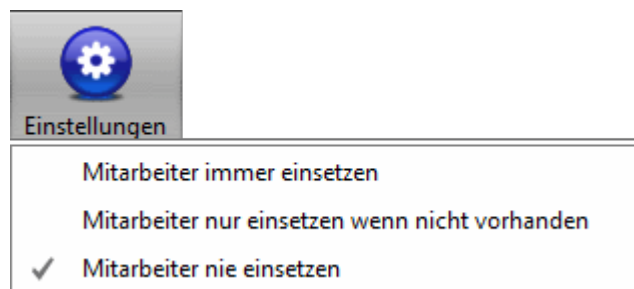 Einstellungen
Mitarbeiter immer einsetzen
Mitarbeiter nur einsetzen wenn nicht vorhanden
Mitarbeiter nie einsetzen